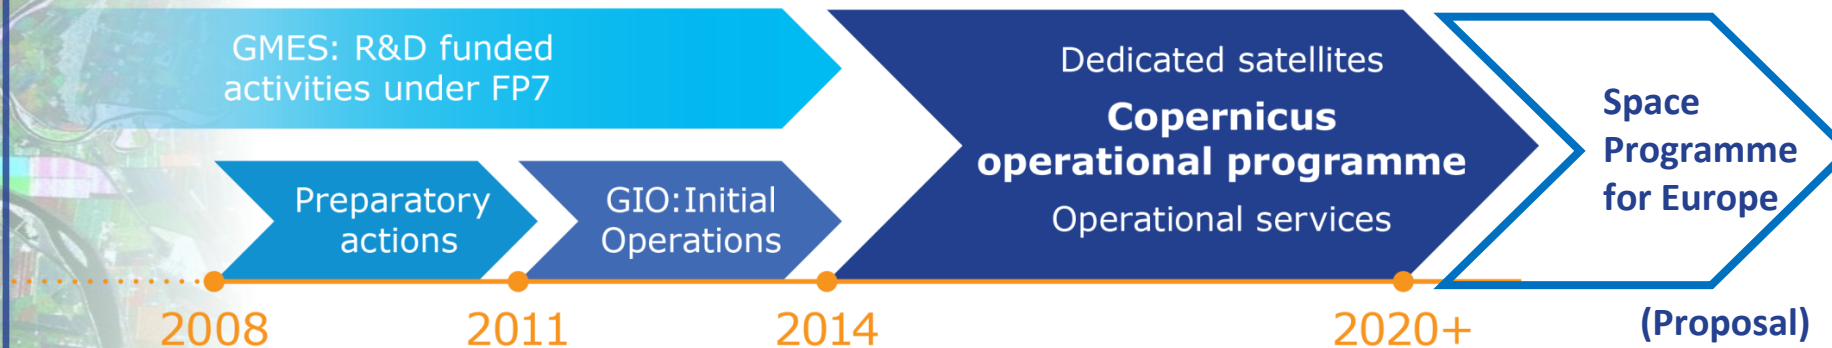 GMES: R&D funded
activities under FP7
Preparatory
actions
GIO:Initial
Operations
Dedicated satellites
Copernicus
operational programme
Operational services
Space
Programme
for Europe
2008
2011
2014
2020+
(Proposal)